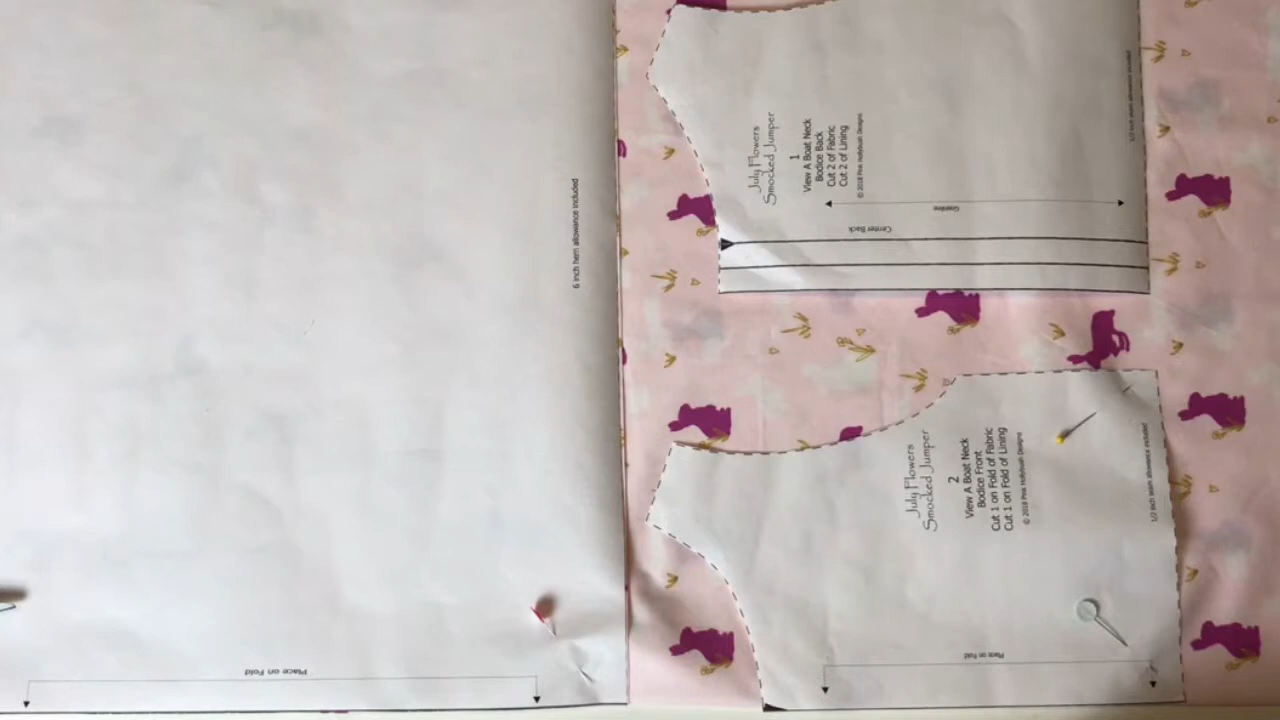 6 inch hem allowance included
Place on Fold
July Flowers
Smocked Jumper
1
View A Boat Neck
Bodice Back
Cut 2 of Fabric
Cut 2 of Lining
© 2018 Pink Hollybush Designs
Grainline
Center Back
1/2 inch seam allowance included
July Flowers
Smocked Jumper
2
View A Boat Neck
Bodice Front
Cut 1 on Fold of Fabric
Cut 1 on Fold of Lining
© 2018 Pink Hollybush Designs
Place on Fold
1/2 inch seam allowance included